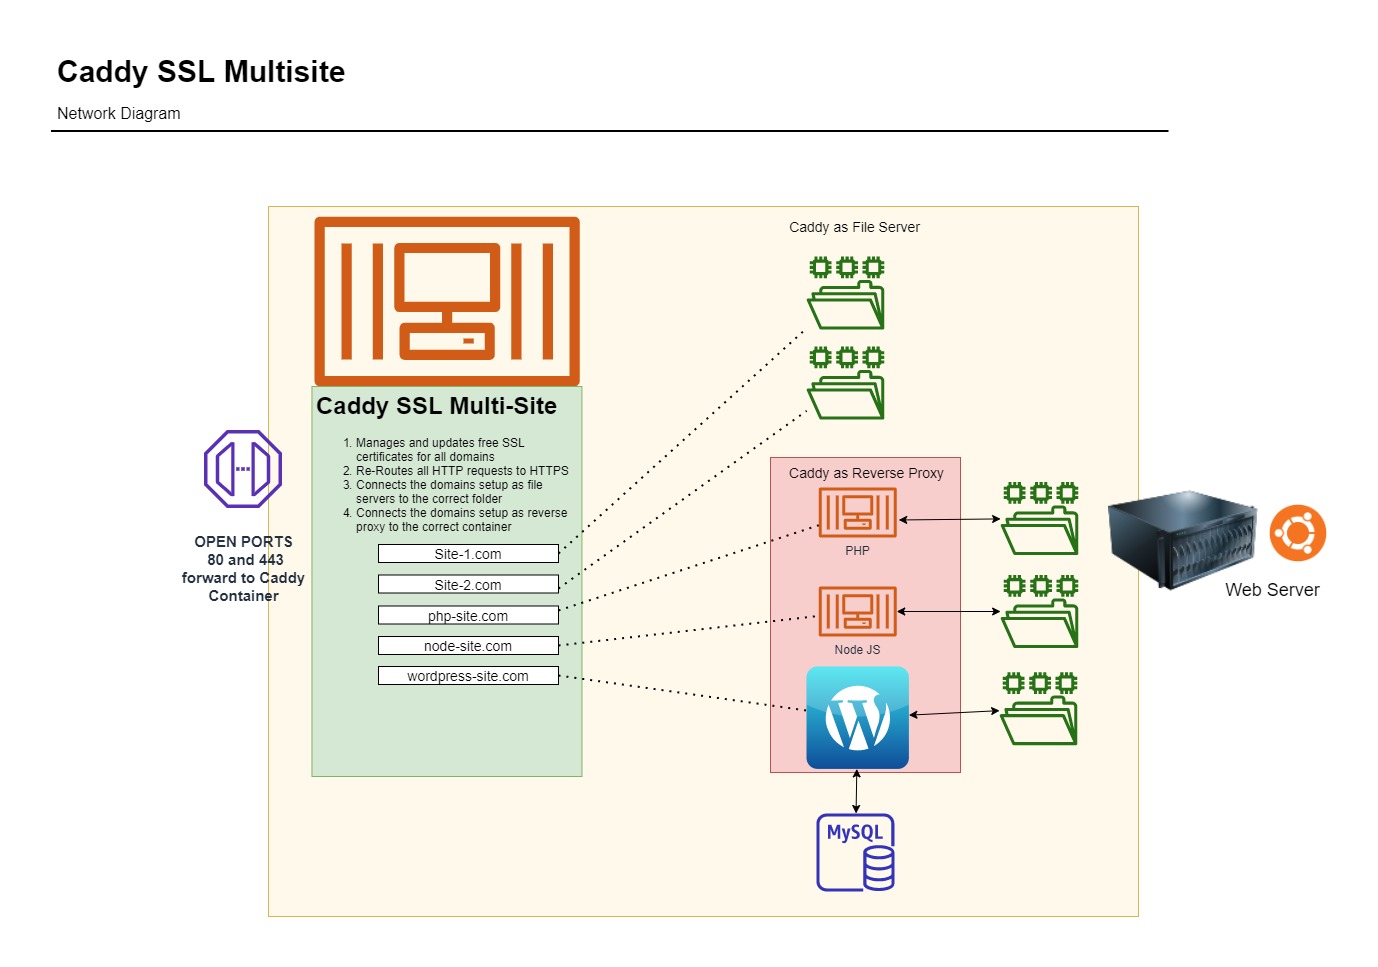 Caddy SSL Multisite
Network Diagram
Caddy as File Server
Caddy SSL Multi-Site
1. Manages and updates free SSL
certificates for all domains
2. Re-Routes all HTTP requests to HTTPS
3. Connects the domains setup as file
servers to the correct folder
4. Connects the domains setup as reverse
proxy to the correct container
Site-1.com
Site-2.com
php-site.com
node-site.com
wordpress-site.com
OPEN PORTS
80 and 443
forward to Caddy
Container
Caddy as Reverse Proxy
PHP
Node JS
W
MySQL
Web Server